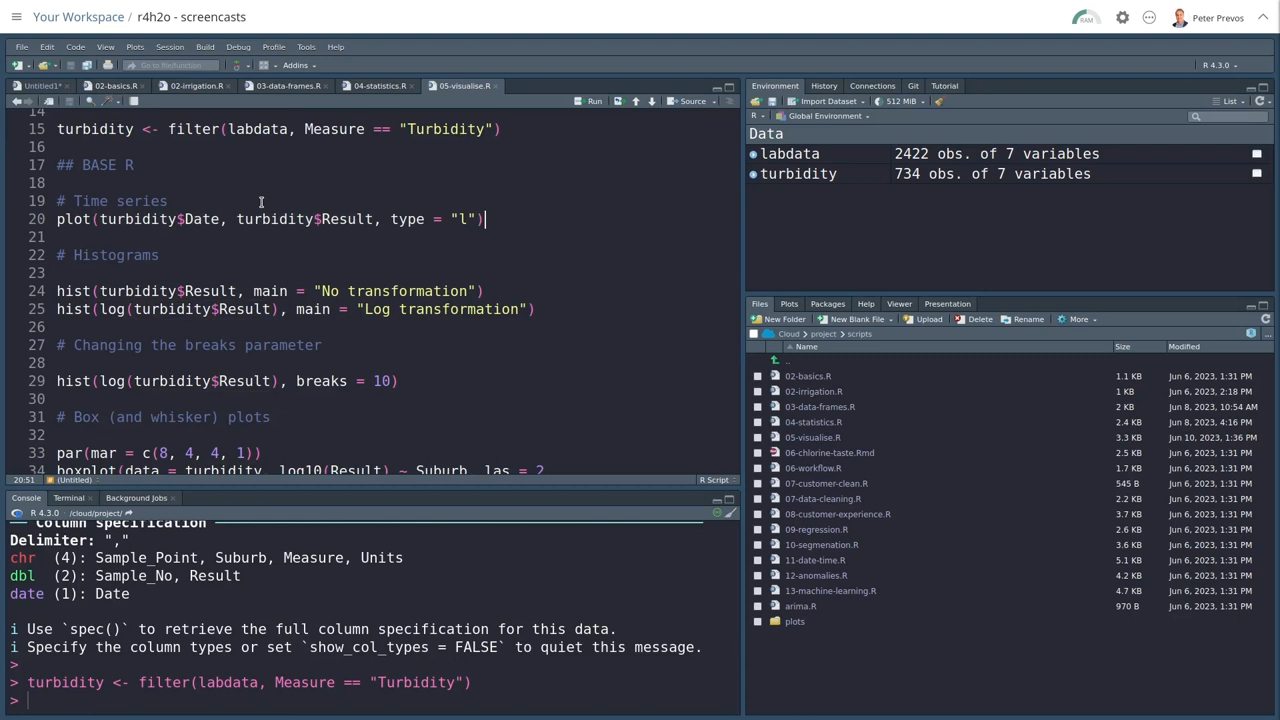 Your Workspace / r4h2o - screencasts
RAM
Peter Prevos
File Edit Code View Plots Session Build Debug Profile Tools Help
Go to file/function
Addins
R 4.3.0
Untitled1*
02-basics.R
02-irrigation.R
03-data-frames.R
04-statistics.R
05-visualise.R
Run
Source
14
15 turbidity <- filter(labdata, Measure == "Turbidity")
16
17 ## BASE R
18
19 # Time series
20 plot(turbidity$Date, turbidity$Result, type = "l")
21
22 # Histograms
23
24 hist(turbidity$Result, main = "No transformation")
25 hist(log(turbidity$Result), main = "Log transformation")
26
27 # Changing the breaks parameter
28
29 hist(log(turbidity$Result), breaks = 10)
30
31 # Box (and whisker) plots
32
33 par(mar = c(8, 4, 4, 1))
34 boxplot(data = turbidity, log10(Result) ~ Suburb, las = 2,
20:51 (Untitled) R Script
Console Terminal Background Jobs
R 4.3.0 · /cloud/project/
── Column specification ──
Delimiter: ","
chr (4): Sample_Point, Suburb, Measure, Units
dbl (2): Sample_No, Result
date (1): Date
i Use `spec()` to retrieve the full column specification for this data.
i Specify the column types or set `show_col_types = FALSE` to quiet this message.
>
> turbidity <- filter(labdata, Measure == "Turbidity")
>
Environment History Connections Git Tutorial
Import Dataset 512 MiB List
R Global Environment
Data
labdata 2422 obs. of 7 variables
turbidity 734 obs. of 7 variables
Files Plots Packages Help Viewer Presentation
New Folder New Blank File Upload Delete Rename More
Cloud project scripts ...
Name Size Modified
..
02-basics.R 1.1 KB Jun 6, 2023, 1:31 PM
02-irrigation.R 1 KB Jun 6, 2023, 2:18 PM
03-data-frames.R 2 KB Jun 8, 2023, 10:54 AM
04-statistics.R 2.4 KB Jun 8, 2023, 4:16 PM
05-visualise.R 3.3 KB Jun 10, 2023, 1:36 PM
06-chlorine-taste.Rmd 2.5 KB Jun 6, 2023, 1:31 PM
06-workflow.R 1.7 KB Jun 6, 2023, 1:31 PM
07-customer-clean.R 545 B Jun 6, 2023, 1:31 PM
07-data-cleaning.R 2.2 KB Jun 6, 2023, 1:31 PM
08-customer-experience.R 3.7 KB Jun 6, 2023, 1:31 PM
09-regression.R 2.6 KB Jun 6, 2023, 1:31 PM
10-segmenation.R 3.6 KB Jun 6, 2023, 1:31 PM
11-date-time.R 5.1 KB Jun 6, 2023, 1:31 PM
12-anomalies.R 4.2 KB Jun 6, 2023, 1:31 PM
13-machine-learning.R 4.7 KB Jun 6, 2023, 1:31 PM
arima.R 970 B Jun 6, 2023, 1:31 PM
plots